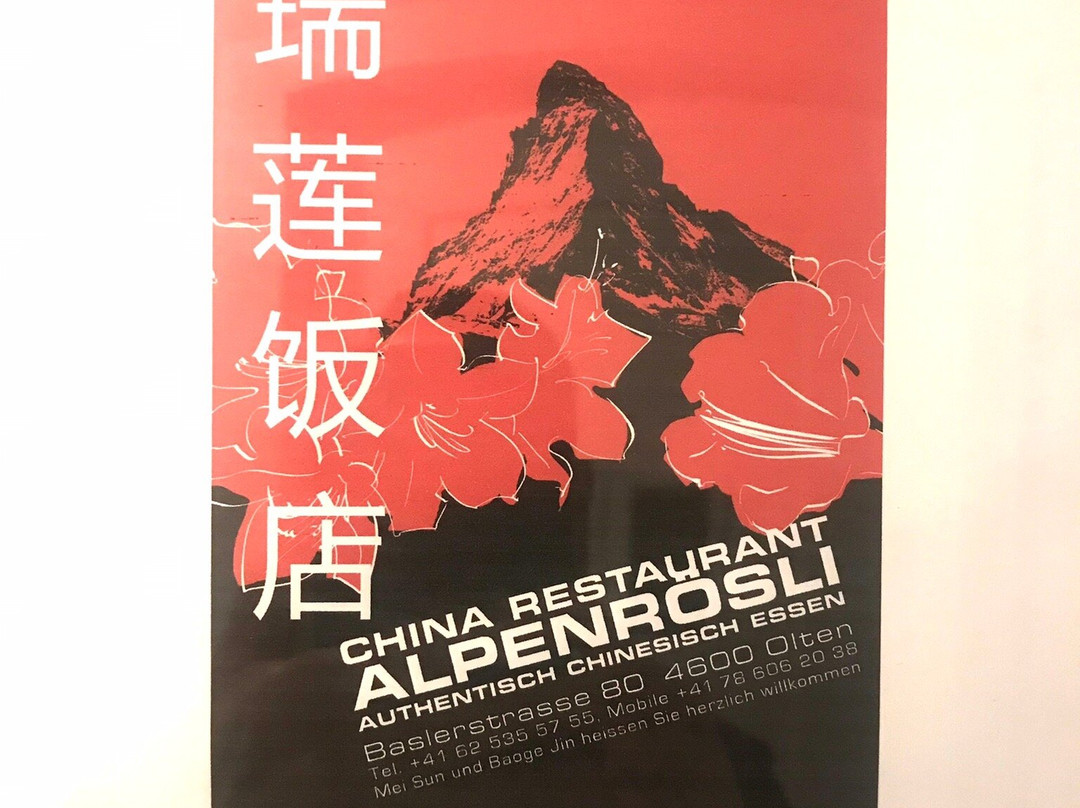 瑞莲饭店
CHINA RESTAURANT
ALPENRÖSLI
AUTHENTISCH CHINESISCH ESSEN
Baslerstrasse 80 4600 Olten
Tel. +41 62 535 57 55, Mobile +41 78 606 20 38
Mei Sun und Baoge Jin heissen Sie herzlich willkommen